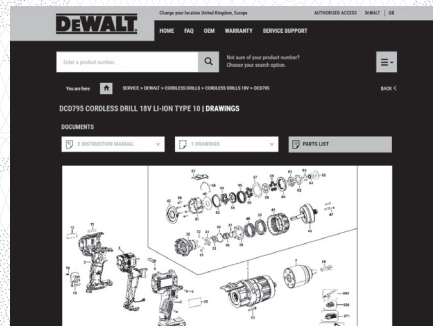 DEWALT.
Change your location United Kingdom, Europe
AUTHORISED ACCESS DEWALT GB
HOME FAQ OEM WARRANTY SERVICE SUPPORT
Enter a product number.
Not sure of your product number?
Choose your search option.
You are here
SERVICE > DEWALT > CORDLESS DRILLS > CORDLESS DRILLS 18V > DCD795
BACK <
DCD795 CORDLESS DRILL 18V LI-ION TYPE 10 | DRAWINGS
DOCUMENTS
2 INSTRUCTION MANUAL
1 DRAWINGS
PARTS LIST